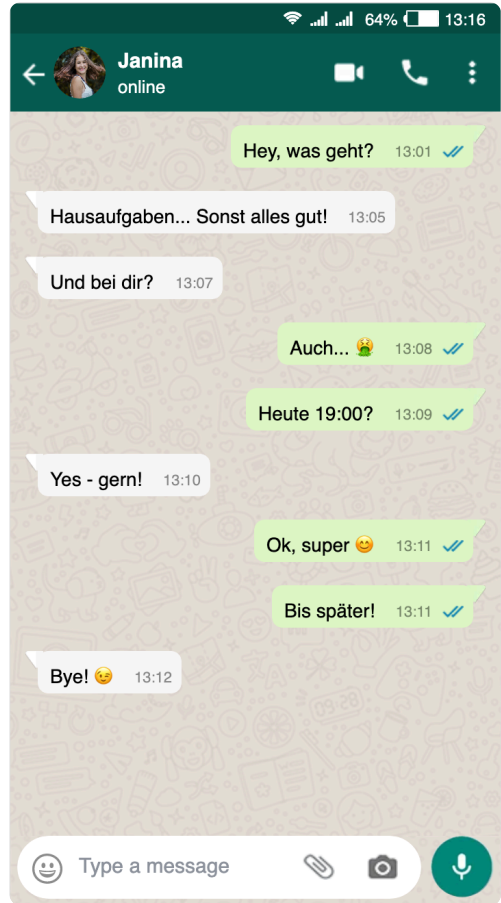 64% 13:16
Janina
online
Hey, was geht? 13:01
Hausaufgaben... Sonst alles gut! 13:05
Und bei dir? 13:07
Auch... 🤮 13:08
Heute 19:00? 13:09
Yes - gern! 13:10
Ok, super 😊 13:11
Bis später! 13:11
Bye! 😉 13:12
Type a message